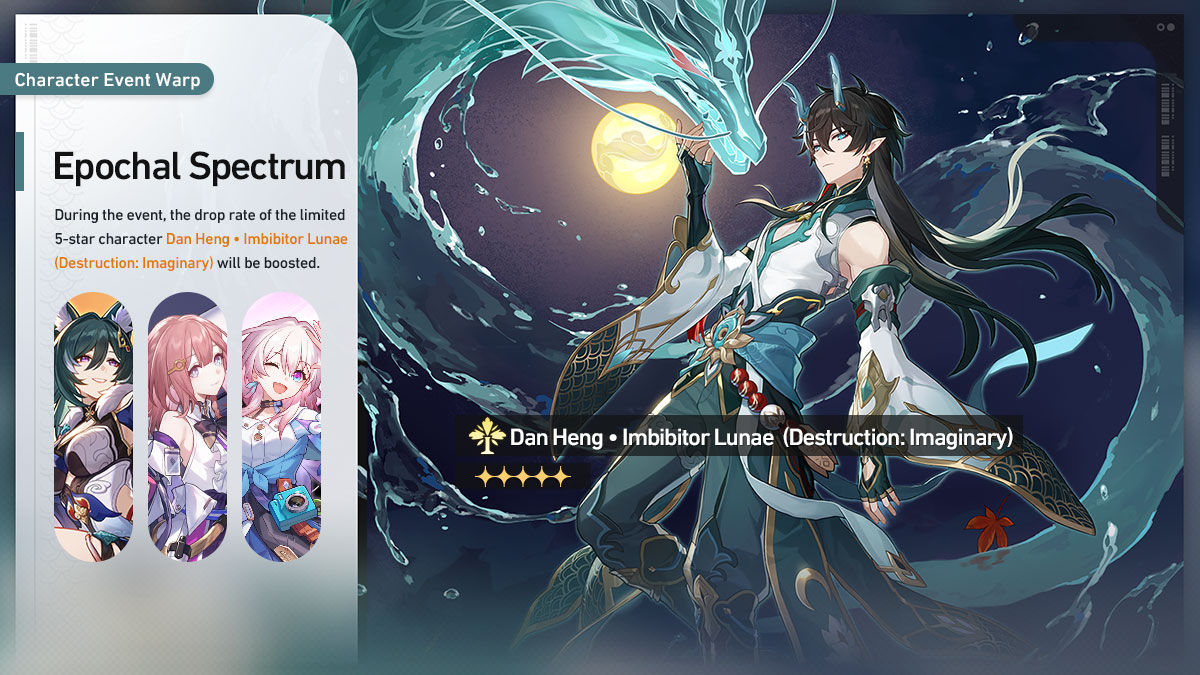 Character Event Warp
Epochal Spectrum
During the event, the drop rate of the limited
5-star character Dan Heng • Imbibitor Lunae
(Destruction: Imaginary) will be boosted.
Dan Heng • Imbibitor Lunae (Destruction: Imaginary)